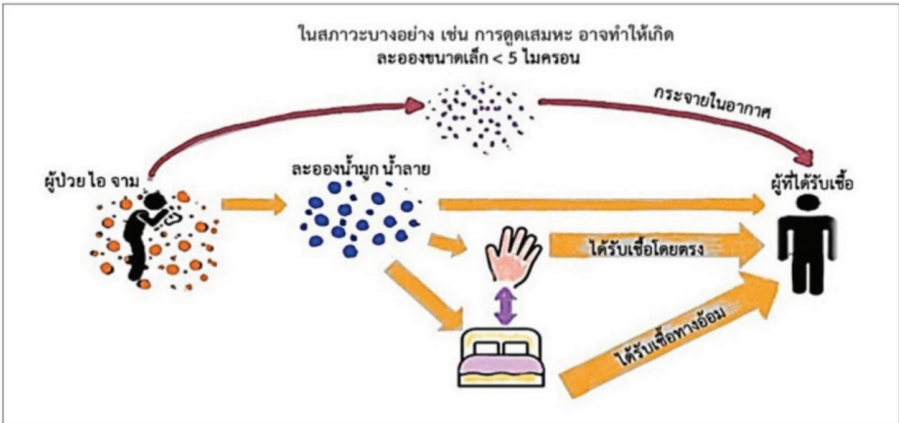 ในสภาวะบางอย่าง เช่น การดูดเสมหะ อาจทำให้เกิด
ละอองขนาดเล็ก < 5 ไมครอน
กระจายในอากาศ
ผู้ป่วย ไอ จาม
ละอองน้ำมูก น้ำลาย
ผู้ที่ได้รับเชื้อ
ได้รับเชื้อโดยตรง
ได้รับเชื้อทางอ้อม